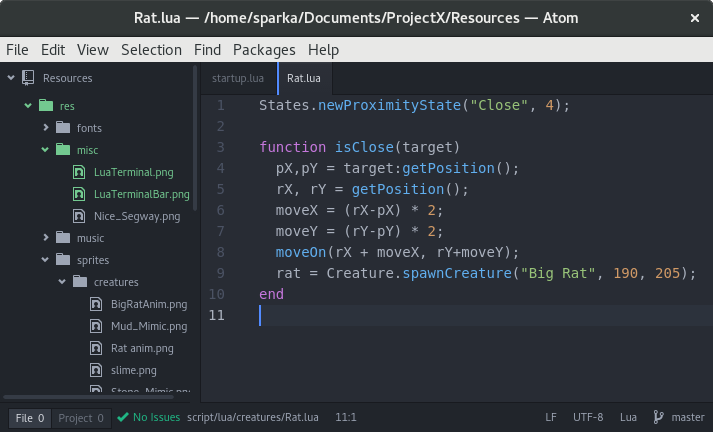 Rat.lua — /home/sparka/Documents/ProjectX/Resources — Atom
File Edit View Selection Find Packages Help
Resources
res
fonts
misc
LuaTerminal.png
LuaTerminalBar.png
Nice_Segway.png
music
sprites
creatures
BigRatAnim.png
Mud_Mimic.png
Rat anim.png
slime.png
Stone_Mimic.png
startup.lua Rat.lua
1 States.newProximityState("Close", 4);
2
3 function isClose(target)
4 pX,pY = target:getPosition();
5 rX, rY = getPosition();
6 moveX = (rX-pX) * 2;
7 moveY = (rY-pY) * 2;
8 moveOn(rX + moveX, rY+moveY);
9 rat = Creature.spawnCreature("Big Rat", 190, 205);
10 end
11
File 0 Project 0 No Issues script/lua/creatures/Rat.lua 11:1 LF UTF-8 Lua master